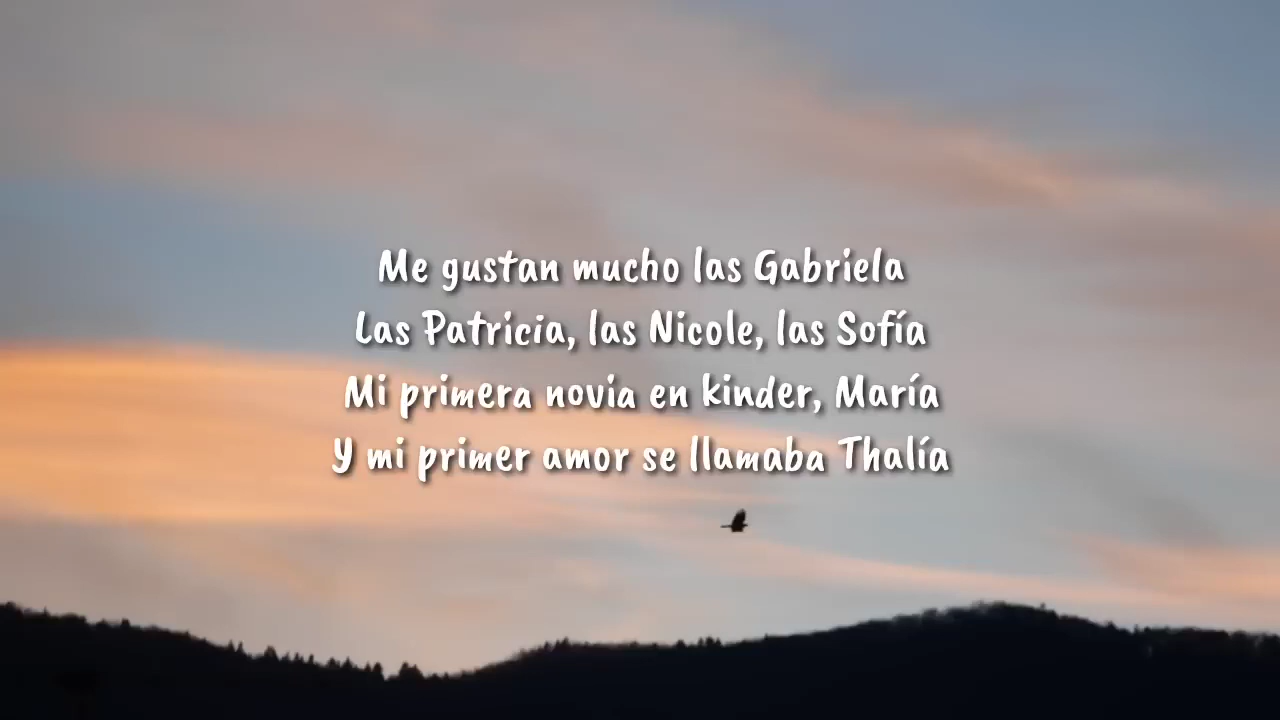 Me gustan mucho las Gabriela
Las Patricia, las Nicole, las Sofía
Mi primera novia en kinder, María
Y mi primer amor se llamaba Thalía